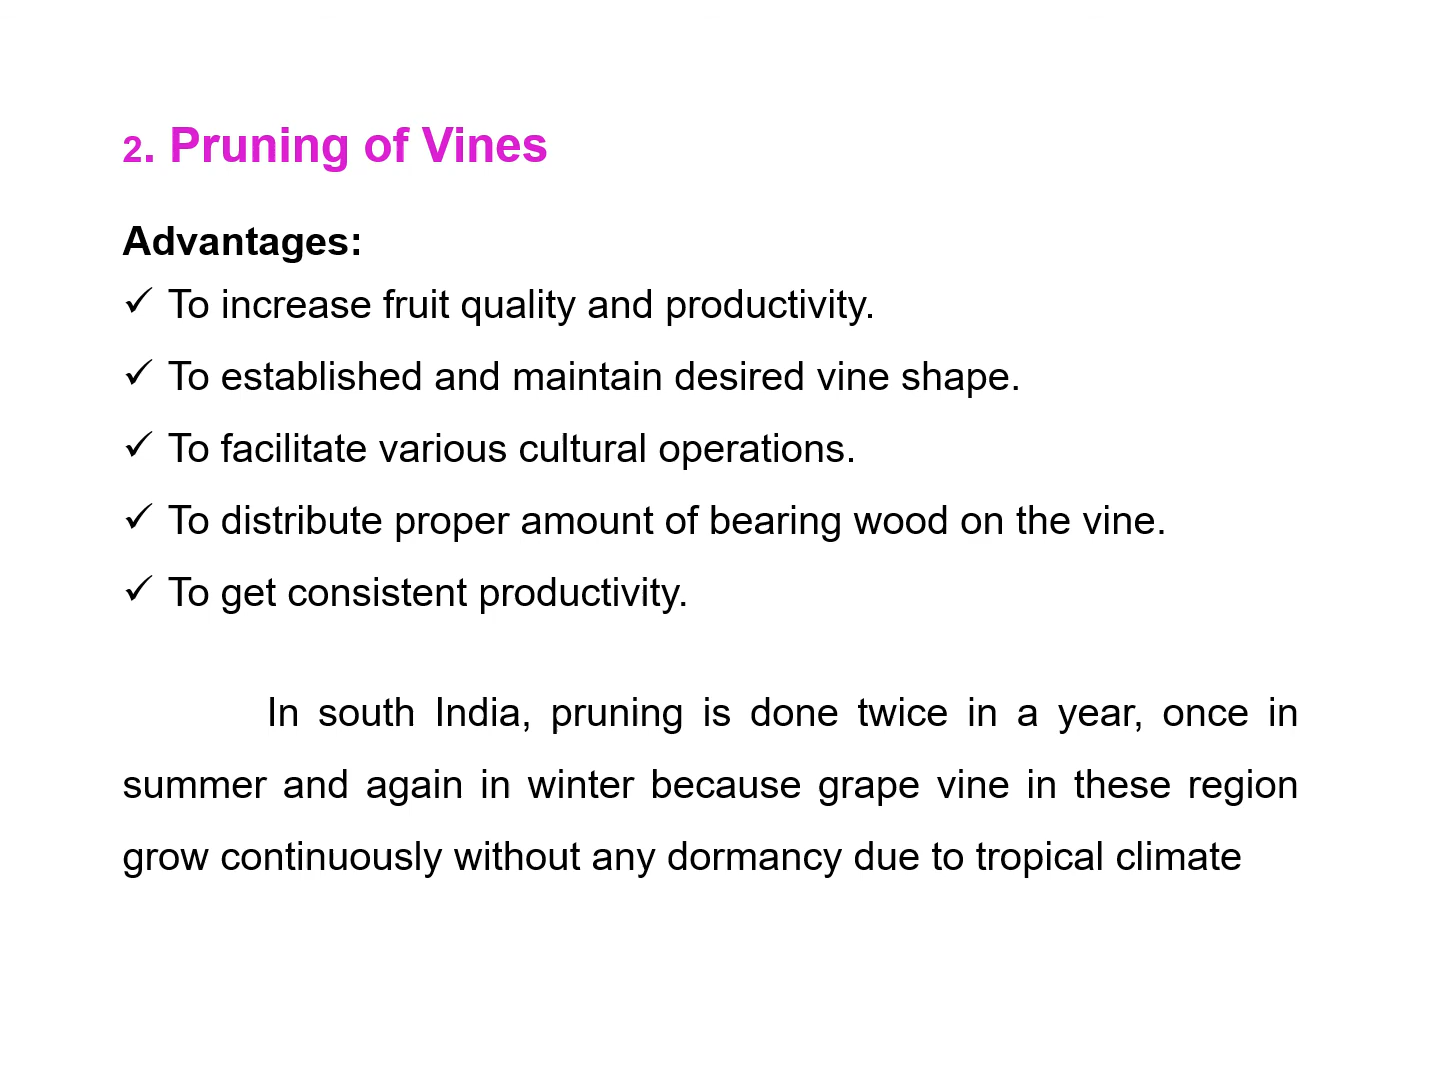 2. Pruning of Vines
Advantages:
✓ To increase fruit quality and productivity.
✓ To established and maintain desired vine shape.
✓ To facilitate various cultural operations.
✓ To distribute proper amount of bearing wood on the vine.
✓ To get consistent productivity.
In south India, pruning is done twice in a year, once in
summer and again in winter because grape vine in these region
grow continuously without any dormancy due to tropical climate